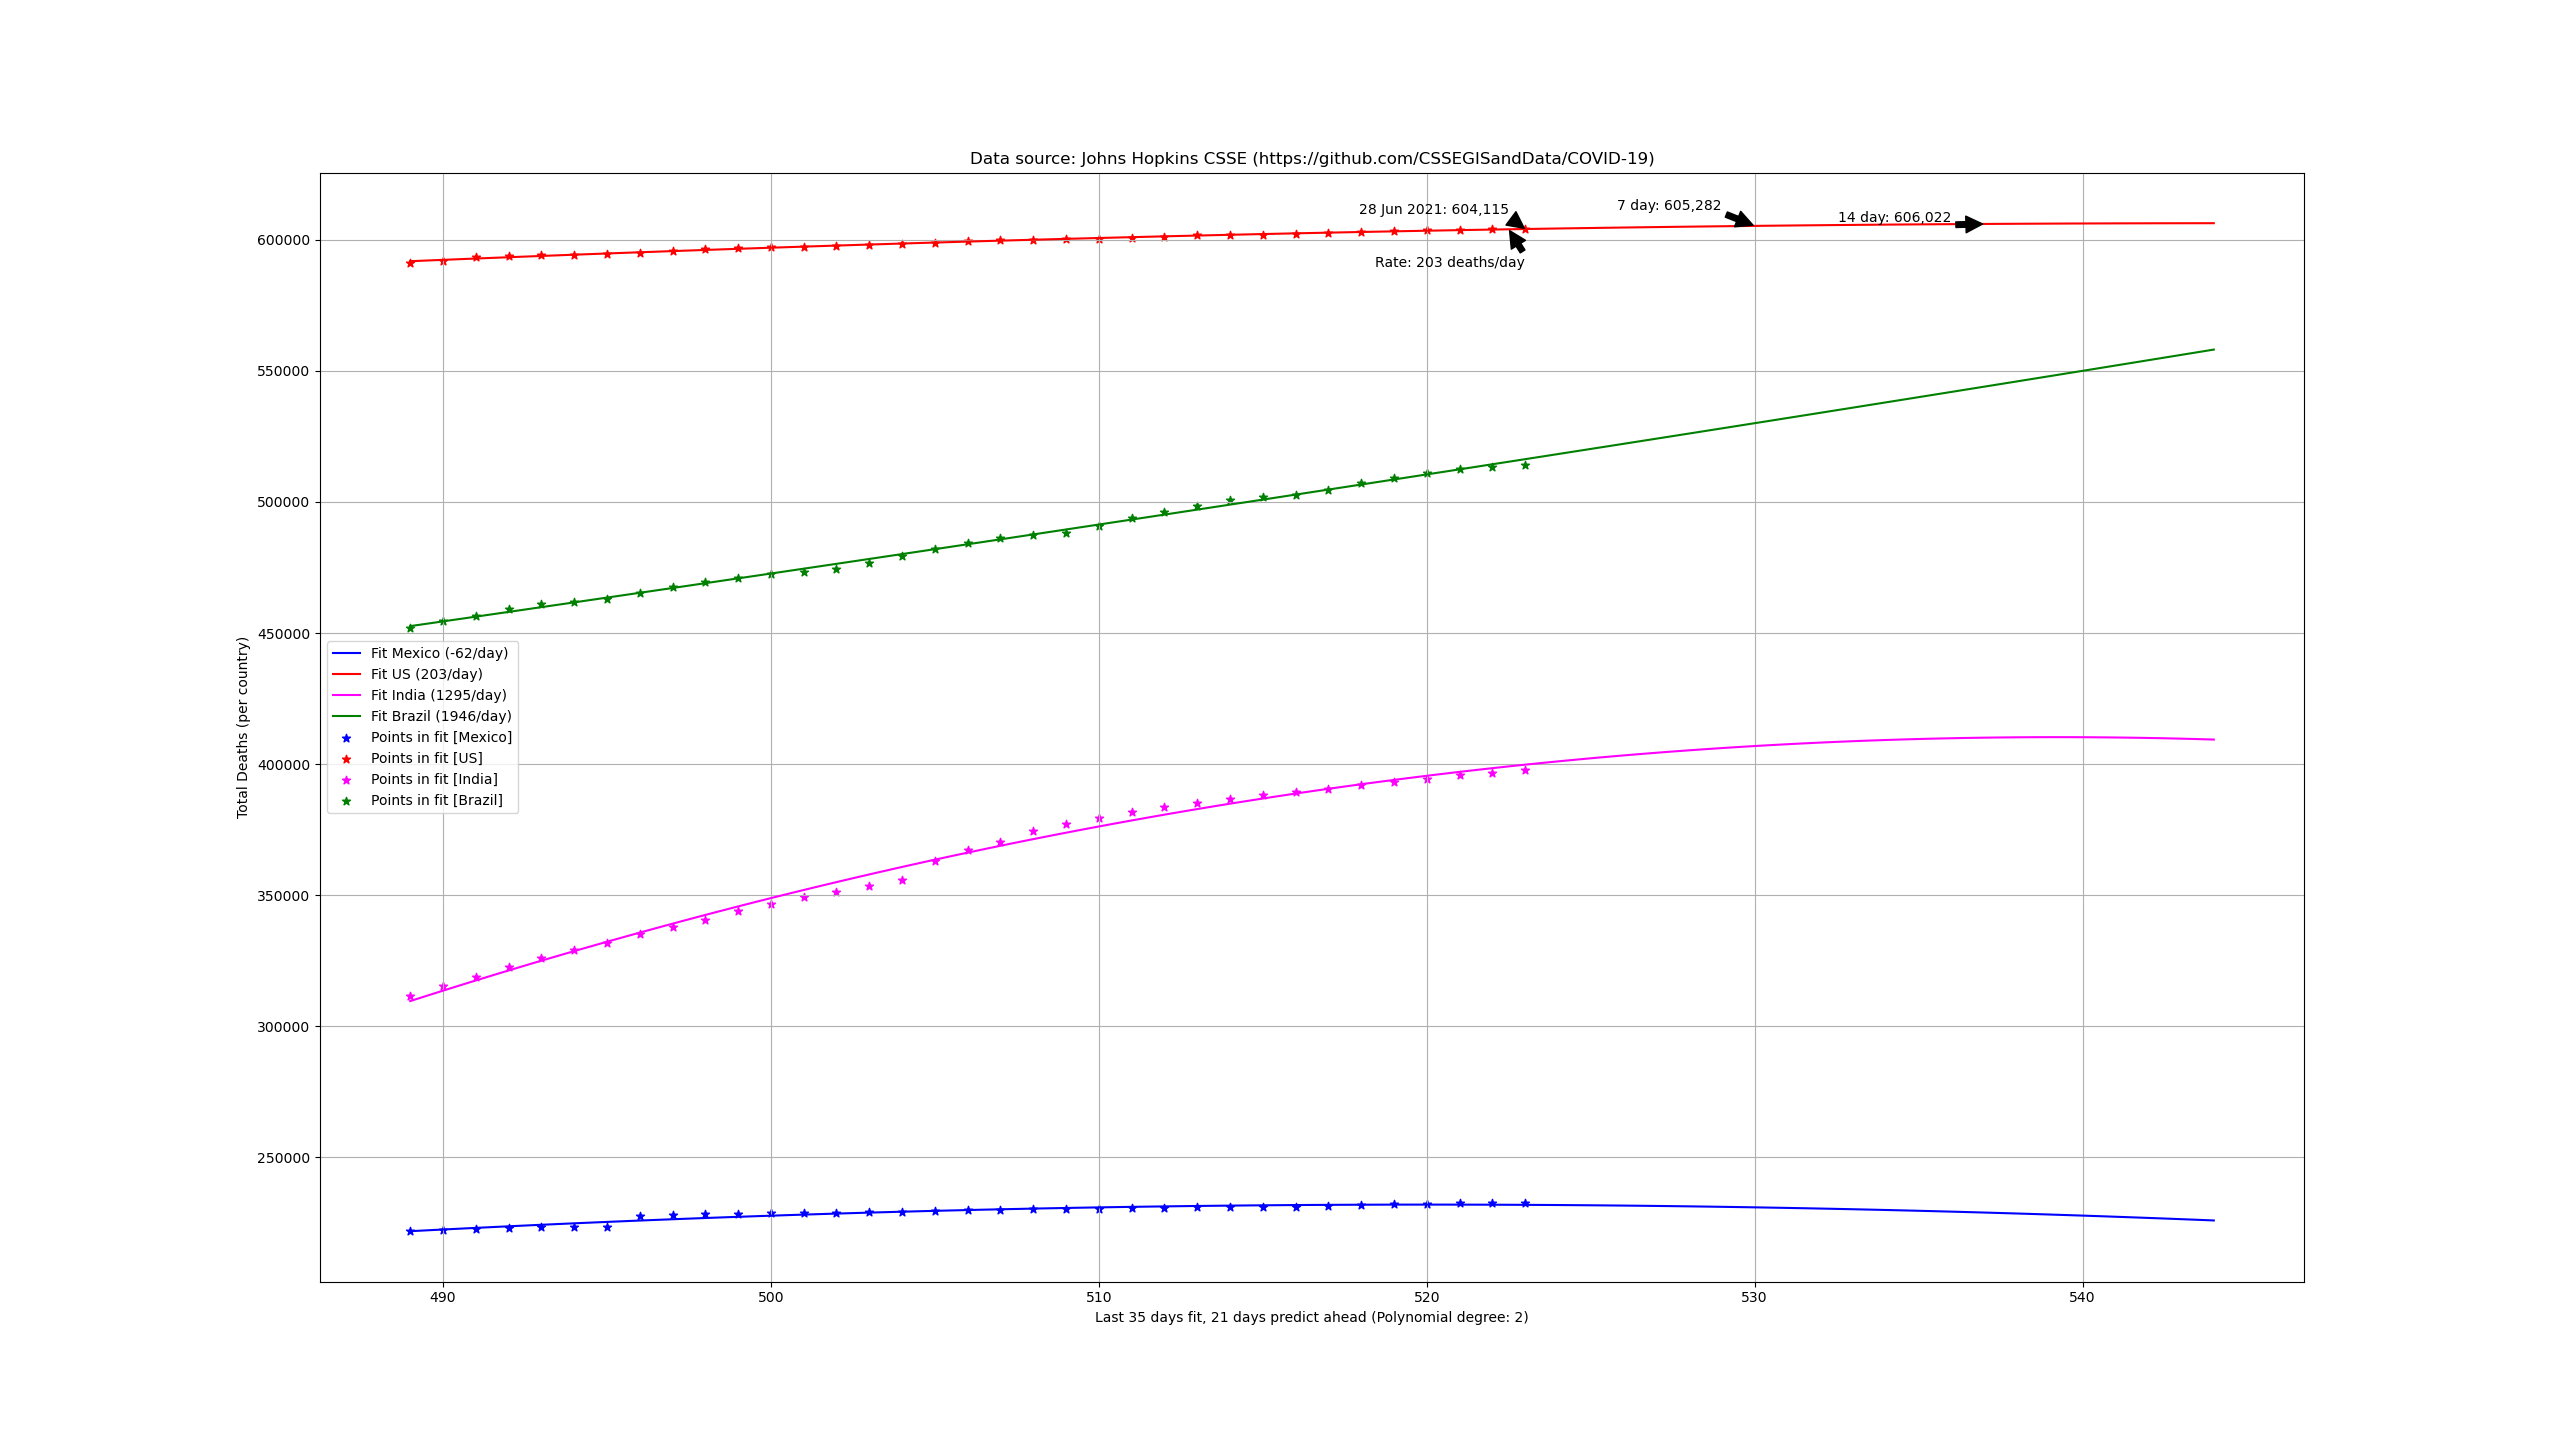 Data source: Johns Hopkins CSSE (https://github.com/CSSEGISandData/COVID-19)
28 Jun 2021: 604,115
7 day: 605,282
14 day: 606,022
Rate: 203 deaths/day
600000
550000
500000
450000
400000
350000
300000
250000
Total Deaths (per country)
Fit Mexico (-62/day)
Fit US (203/day)
Fit India (1295/day)
Fit Brazil (1946/day)
Points in fit [Mexico]
Points in fit [US]
Points in fit [India]
Points in fit [Brazil]
490 500 510 520 530 540
Last 35 days fit, 21 days predict ahead (Polynomial degree: 2)